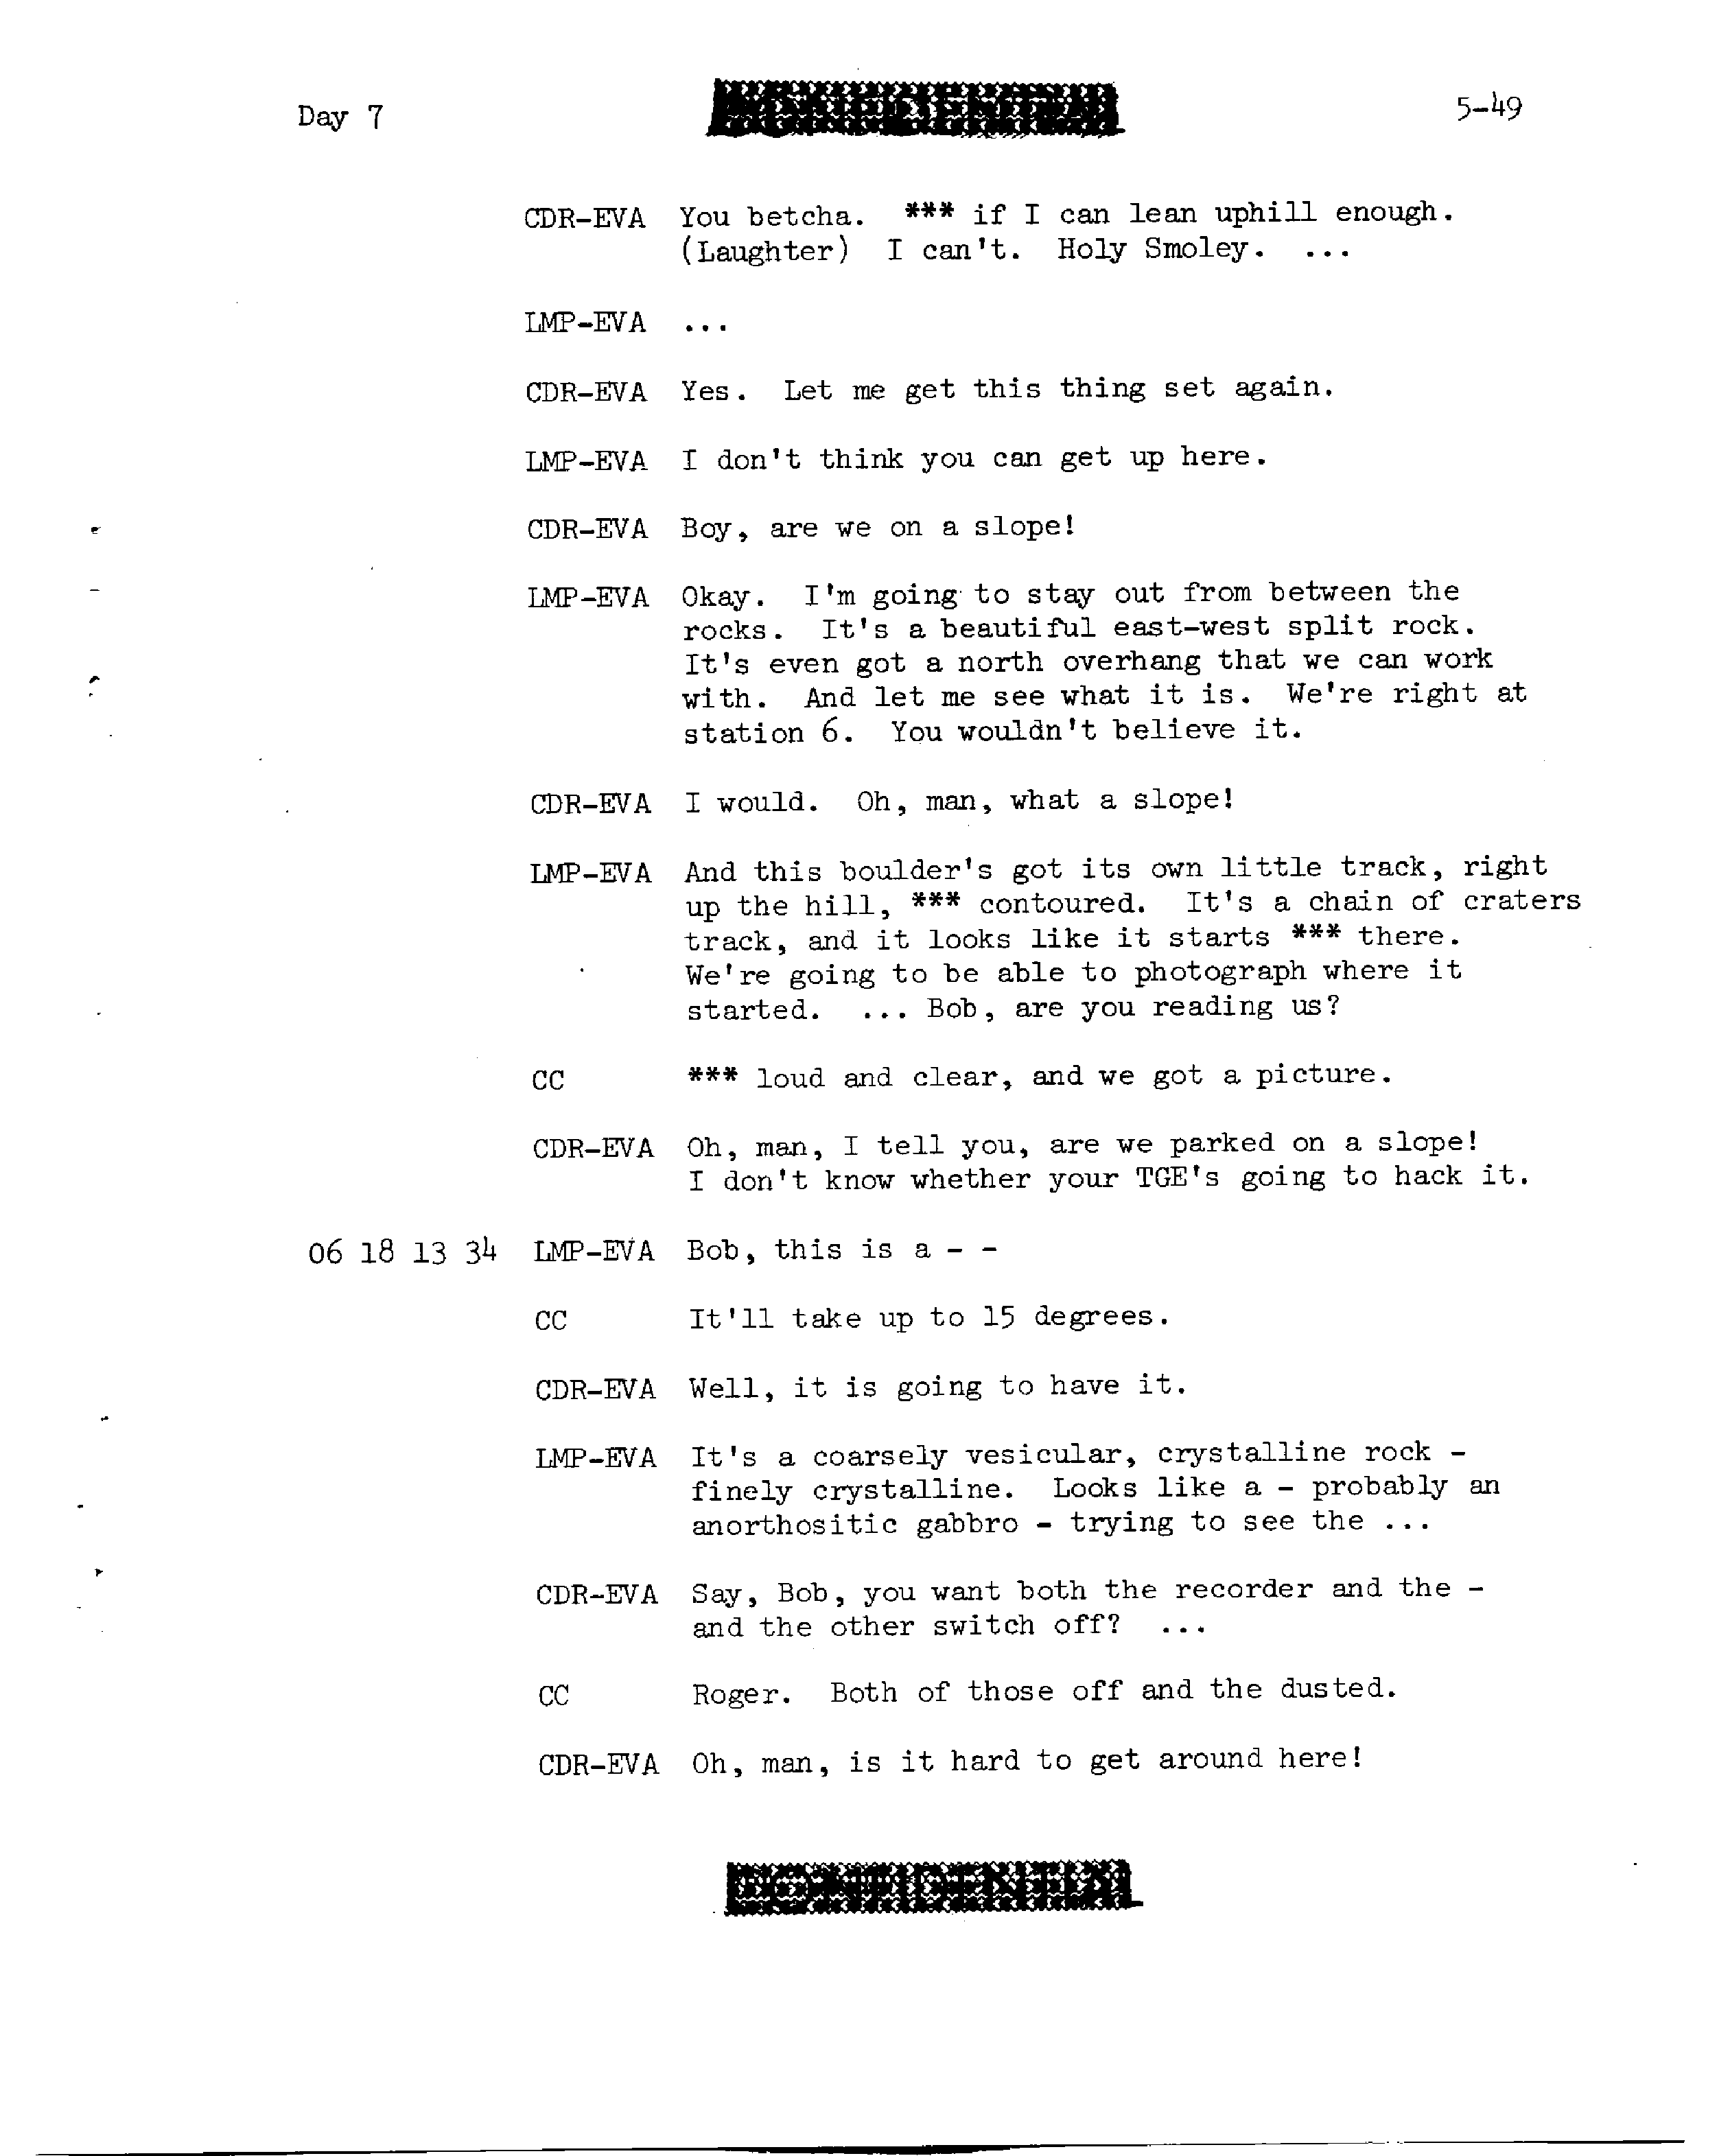 Day 7
CONFIDENTIAL
5-49
CDR-EVA You betcha. *** if I can lean uphill enough.
(Laughter) I can't. Holy Smoley. ...
LMP-EVA ...
CDR-EVA Yes. Let me get this thing set again.
LMP-EVA I don't think you can get up here.
CDR-EVA Boy, are we on a slope!
LMP-EVA Okay. I'm going to stay out from between the
rocks. It's a beautiful east-west split rock.
It's even got a north overhang that we can work
with. And let me see what it is. We're right at
station 6. You wouldn't believe it.
CDR-EVA I would. Oh, man, what a slope!
LMP-EVA And this boulder's got its own little track, right
up the hill, *** contoured. It's a chain of craters
track, and it looks like it starts *** there.
We're going to be able to photograph where it
started. ... Bob, are you reading us?
CC *** loud and clear, and we got a picture.
CDR-EVA Oh, man, I tell you, are we parked on a slope!
I don't know whether your TGE's going to hack it.
06 18 13 34 LMP-EVA Bob, this is a - -
CC It'll take up to 15 degrees.
CDR-EVA Well, it is going to have it.
LMP-EVA It's a coarsely vesicular, crystalline rock -
finely crystalline. Looks like a - probably an
anorthositic gabbro - trying to see the ...
CDR-EVA Say, Bob, you want both the recorder and the -
and the other switch off? ...
CC Roger. Both of those off and the dusted.
CDR-EVA Oh, man, is it hard to get around here!
CONFIDENTIAL